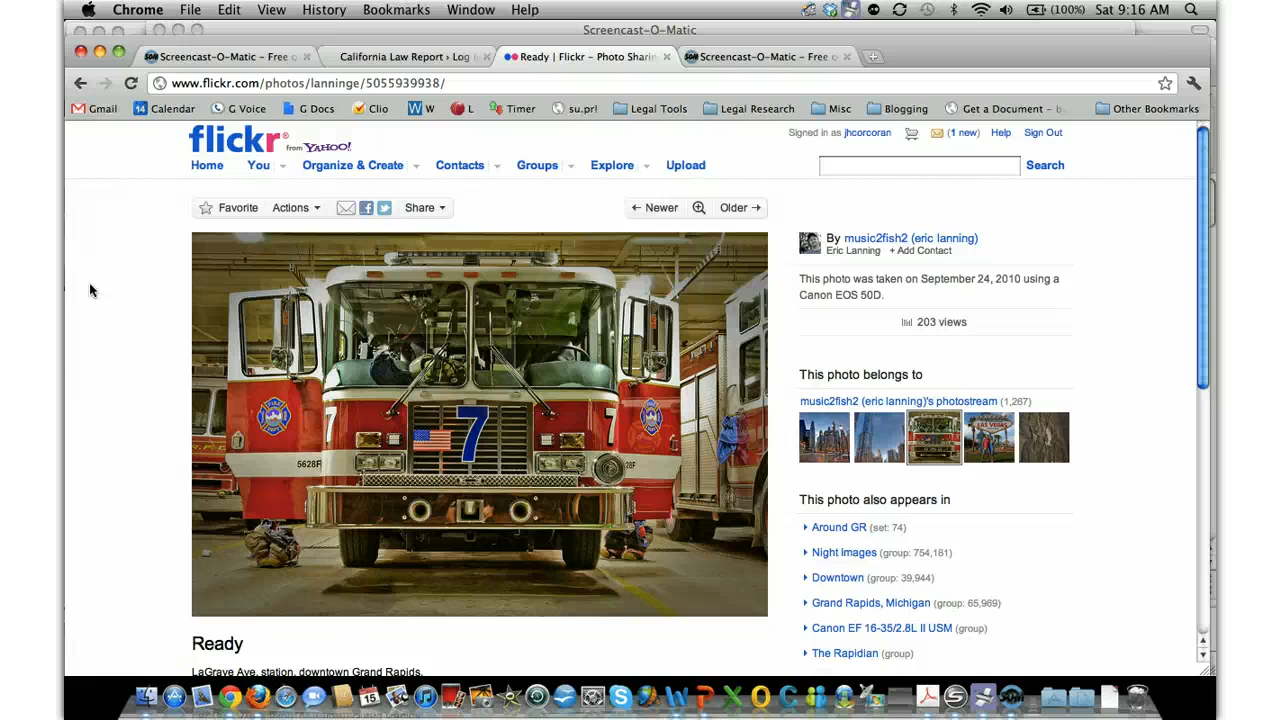 Chrome File Edit View History Bookmarks Window Help (100%) Sat 9:16 AM
Screencast-O-Matic
Screencast-O-Matic – Free California Law Report › Log Ready | Flickr - Photo Sharin Screencast-O-Matic – Free
www.flickr.com/photos/lanninge/5055939938/
Gmail 14 Calendar G Voice G Docs Clio W L Timer su.pr! Legal Tools Legal Research Misc Blogging Get a Document - Other Bookmarks
flickr from YAHOO!
Signed in as jhcorcoran (1 new) Help Sign Out
Home You Organize & Create Contacts Groups Explore Upload Search
Favorite Actions Share Newer Older
By music2fish2 (eric lanning)
Eric Lanning + Add Contact
This photo was taken on September 24, 2010 using a
Canon EOS 50D.
203 views
This photo belongs to
music2fish2 (eric lanning)'s photostream (1,267)
LAS VEGAS
7 7 7
5628F 28F
This photo also appears in
Around GR (set: 74)
Night Images (group: 754,181)
Downtown (group: 39,944)
Grand Rapids, Michigan (group: 65,969)
Canon EF 16-35/2.8L II USM (group)
The Rapidian (group)
Ready
LaGrave Ave. station, downtown Grand Rapids.
15